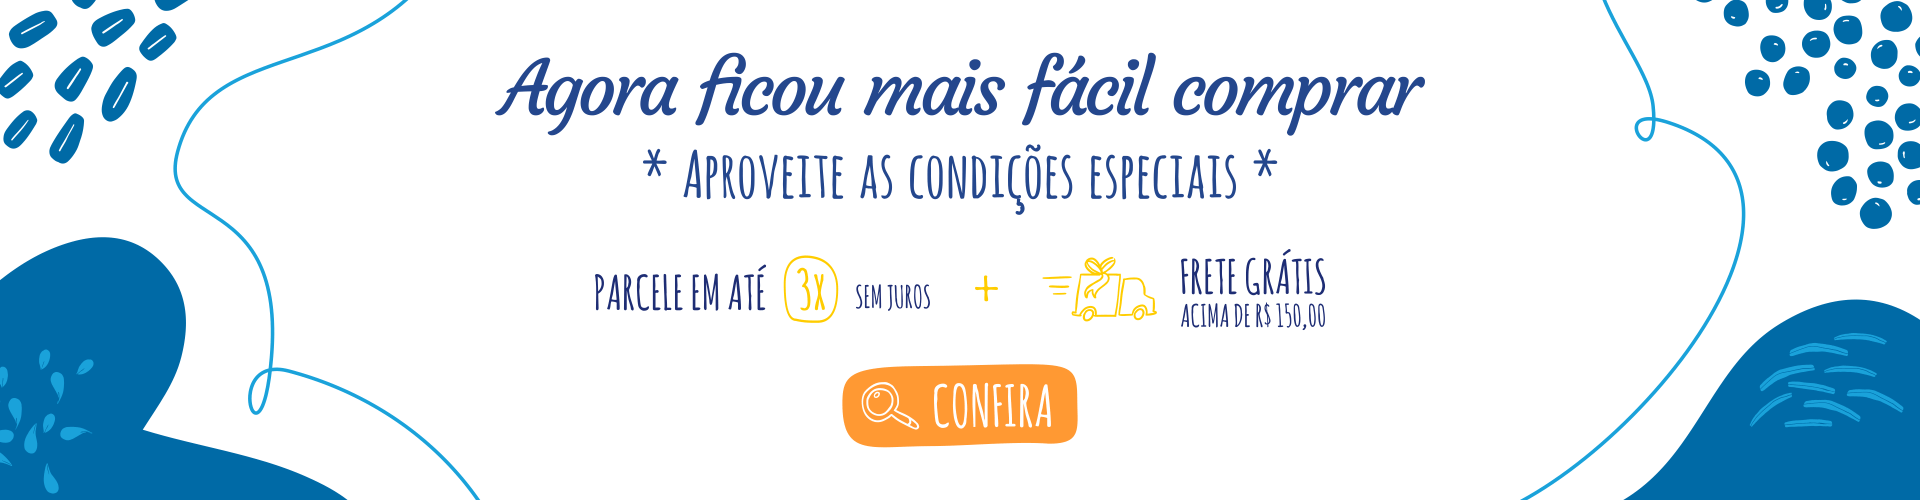 Agora ficou mais fácil comprar
* APROVEITE AS CONDIÇÕES ESPECIAIS *
PARCELE EM ATÉ 3X SEM JUROS + FRETE GRÁTIS
ACIMA DE R$ 150,00
CONFIRA